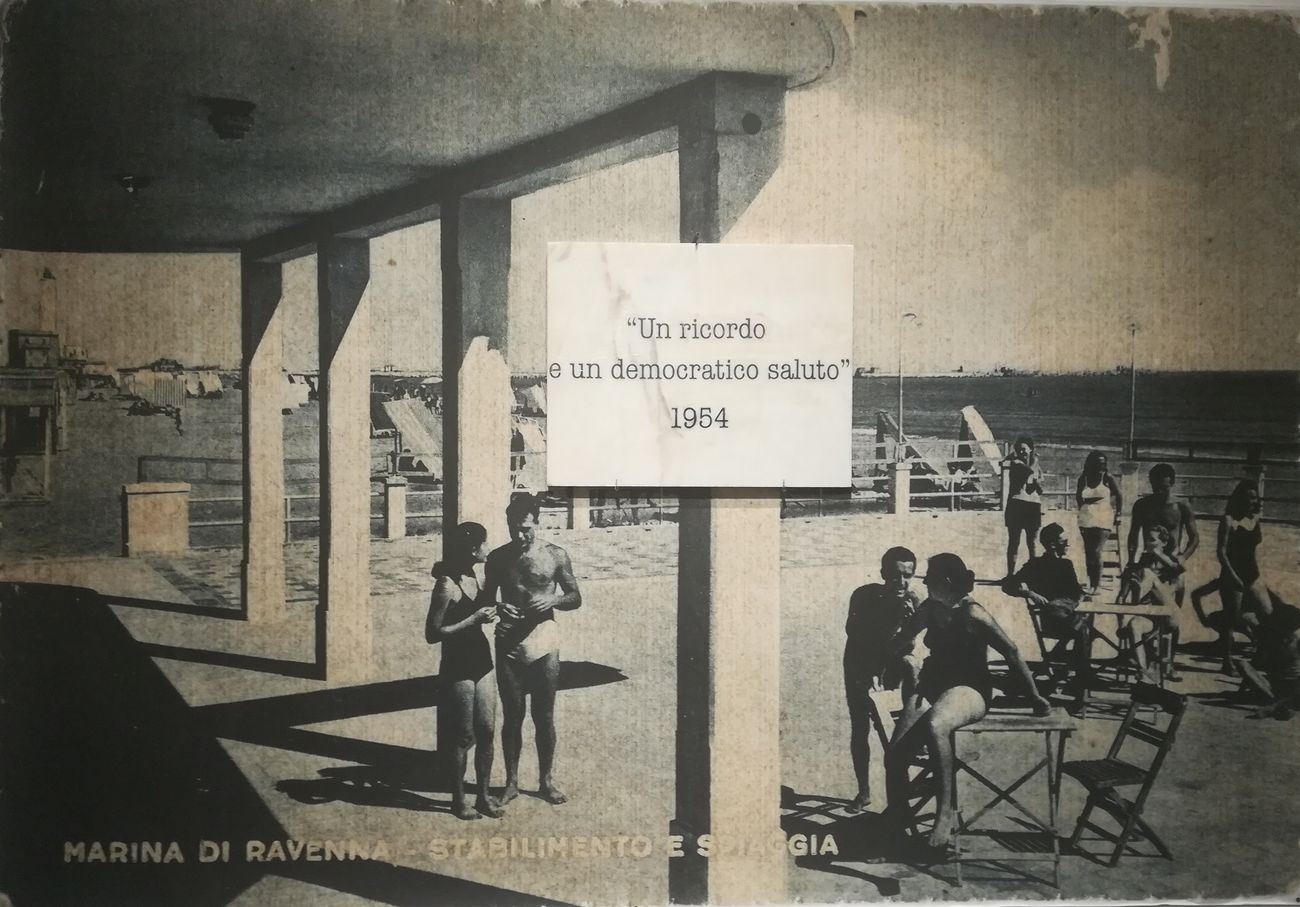 “Un ricordo
e un democratico saluto”
1954
MARINA DI RAVENNA - STABILIMENTO E SPIAGGIA